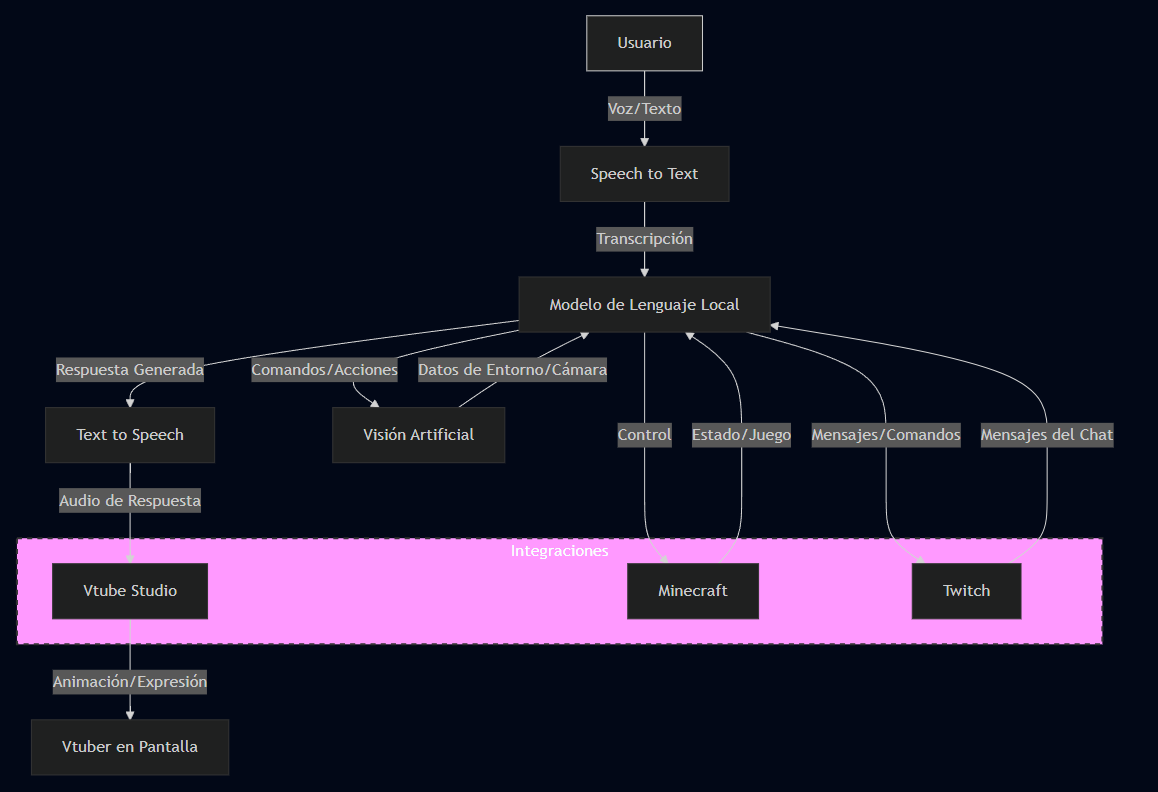 Usuario
Voz/Texto
Speech to Text
Transcripción
Modelo de Lenguaje Local
Respuesta Generada
Comandos/Acciones
Datos de Entorno/Cámara
Text to Speech
Visión Artificial
Control
Estado/Juego
Mensajes/Comandos
Mensajes del Chat
Audio de Respuesta
Integraciones
Vtube Studio
Minecraft
Twitch
Animación/Expresión
Vtuber en Pantalla